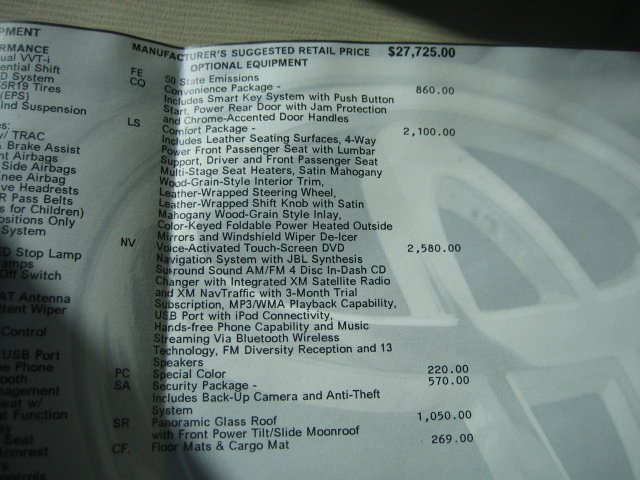 PMENT
RMANCE
ual VVT-i
ential Shift
D System
5R19 Tires
(EPS)
Ind Suspension
s:
w/ TRAC
& Brake Assist
nt Airbags
Side Airbags
nee Airbag
ve Headrests
R Pass Belts
s for Children)
ositions Only
System
D Stop Lamp
amps
Off Switch
AT Antenna
ttent Wiper
Control
USB Port
e Phone
ooth
nagement
eat w/
t Function
ay
Seat
Armrest
ontrols
MANUFACTURER'S SUGGESTED RETAIL PRICE $27,725.00
OPTIONAL EQUIPMENT
FE 50 State Emissions
CQ Convenience Package - 860.00
Includes Smart Key System with Push Button
Start, Power Rear Door with Jam Protection
and Chrome-Accented Door Handles
LS Comfort Package - 2,100.00
Includes Leather Seating Surfaces, 4-Way
Power Front Passenger Seat with Lumbar
Support, Driver and Front Passenger Seat
Multi-Stage Seat Heaters, Satin Mahogany
Wood-Grain-Style Interior Trim,
Leather-Wrapped Steering Wheel,
Leather-Wrapped Shift Knob with Satin
Mahogany Wood-Grain Style Inlay,
Color-Keyed Foldable Power Heated Outside
Mirrors and Windshield Wiper De-Icer
NV Voice-Activated Touch-Screen DVD 2,580.00
Navigation System with JBL Synthesis
Surround Sound AM/FM 4 Disc In-Dash CD
Changer with Integrated XM Satellite Radio
and XM NavTraffic with 3-Month Trial
Subscription, MP3/WMA Playback Capability,
USB Port with iPod Connectivity,
Hands-free Phone Capability and Music
Streaming Via Bluetooth Wireless
Technology, FM Diversity Reception and 13
Speakers
PC Special Color 220.00
SA Security Package - 570.00
Includes Back-Up Camera and Anti-Theft
System
SR Panoramic Glass Roof 1,050.00
with Front Power Tilt/Slide Moonroof
CF. Floor Mats & Cargo Mat 269.00